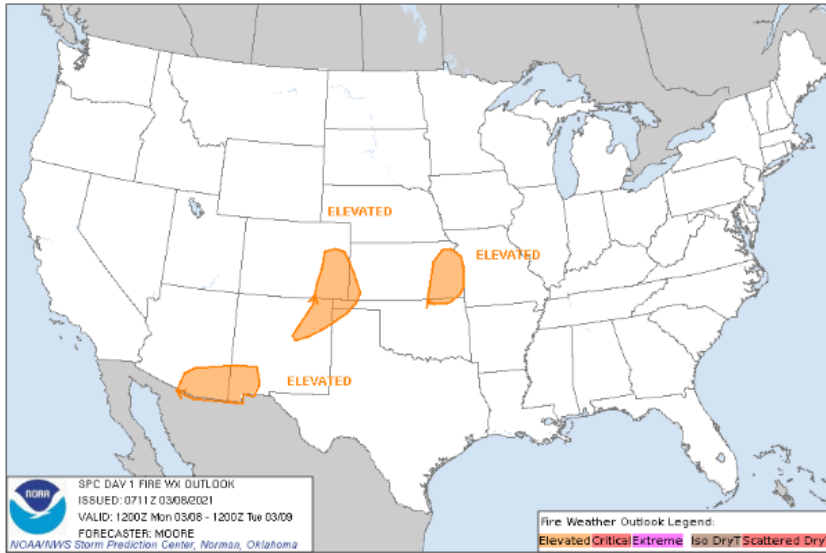 ELEVATED
ELEVATED
ELEVATED
NOAA
SPC DAY 1 FIRE WX OUTLOOK
ISSUED: 0711Z 03/08/2021
VALID: 1200Z Mon 03/08 - 1200Z Tue 03/09
FORECASTER: MOORE
NOAA/NWS Storm Prediction Center, Norman, Oklahoma
Fire Weather Outlook Legend:
Elevated Critical Extreme Iso DryT Scattered Dry